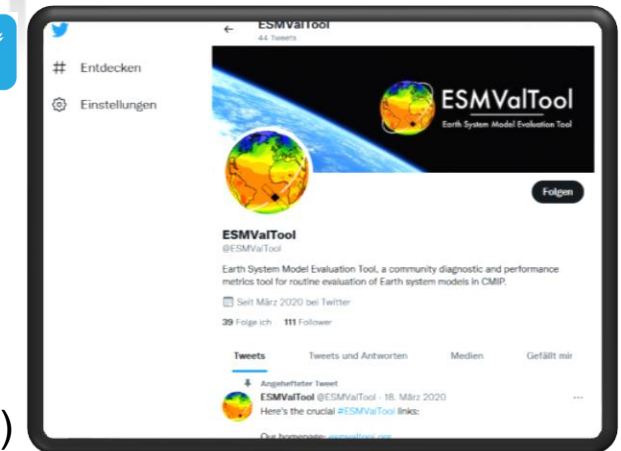 ESMValTool
44 Tweets
# Entdecken
Einstellungen
ESMValTool
Earth System Model Evaluation Tool
Folgen
ESMValTool
@ESMValTool
Earth System Model Evaluation Tool, a community diagnostic and performance
metrics tool for routine evaluation of Earth system models in CMIP.
Seit März 2020 bei Twitter
39 Folge ich 111 Follower
Tweets Tweets und Antworten Medien Gefällt mir
Angehefteter Tweet
ESMValTool @ESMValTool · 18. März 2020 ...
Here's the crucial #ESMValTool links:
Our homepage: esmvaltool.org
)